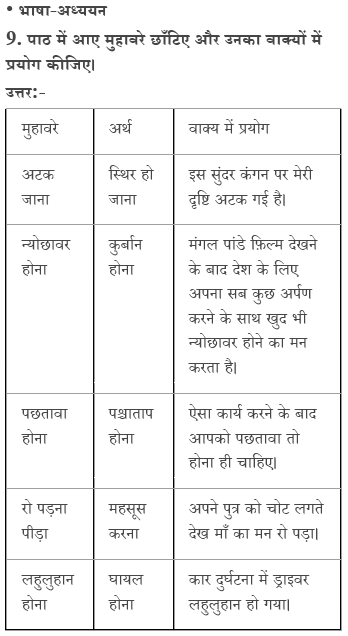 • भाषा-अध्ययन
9. पाठ में आए मुहावरे छाँटिए और उनका वाक्यों में
प्रयोग कीजिए।
उत्तर:-
मुहावरे अर्थ वाक्य में प्रयोग
अटक स्थिर हो इस सुंदर कंगन पर मेरी
जाना जाना दृष्टि अटक गई है।
न्योछावर कुर्बान मंगल पांडे फ़िल्म देखने
होना होना के बाद देश के लिए
अपना सब कुछ अर्पण
करने के साथ खुद भी
न्योछावर होने का मन
करता है।
पछतावा पश्चाताप ऐसा कार्य करने के बाद
होना होना आपको पछतावा तो
होना ही चाहिए।
रो पड़ना महसूस अपने पुत्र को चोट लगते
पीड़ा करना देख माँ का मन रो पड़ा।
लहुलुहान घायल कार दुर्घटना में ड्राइवर
होना होना लहुलुहान हो गया।